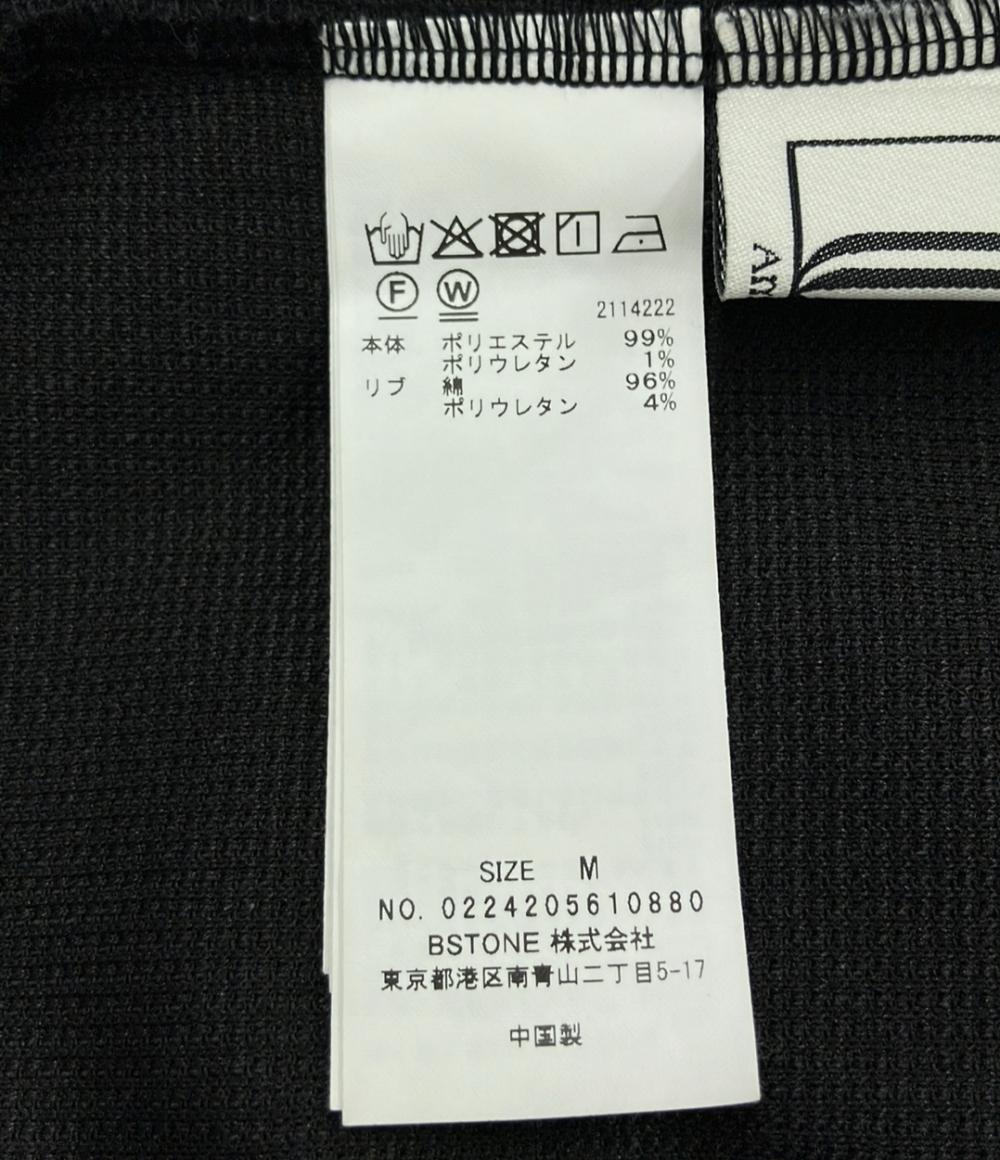 F W
2114222
本体 ポリエステル 99%
ポリウレタン 1%
リブ 綿 96%
ポリウレタン 4%
SIZE M
NO. 0224205610880
BSTONE 株式会社
東京都港区南青山二丁目5-17
中国製